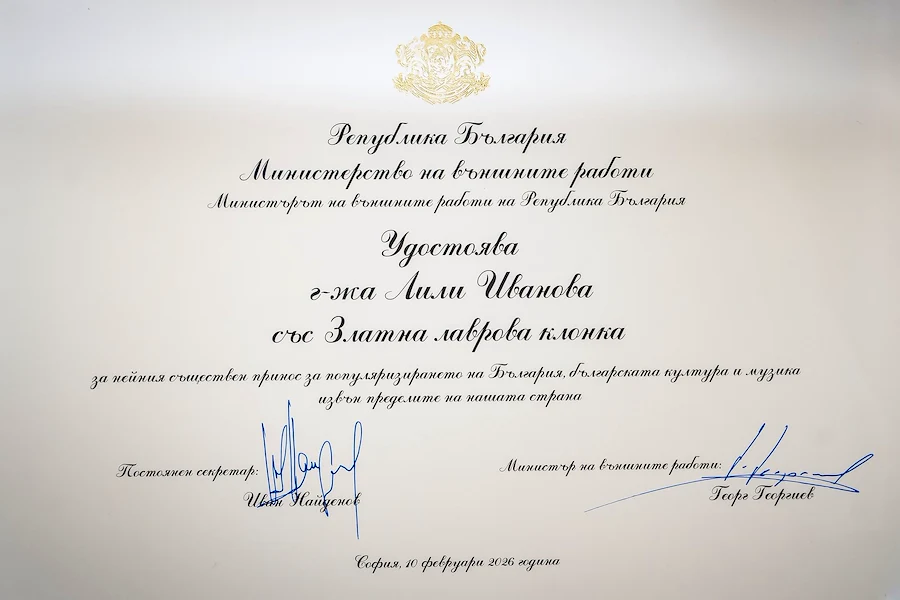 Република България
Министерство на външните работи
Министърът на външните работи на Република България
Удостоява
г-жа Лили Иванова
със Златна лаврова клонка
за нейния съществен принос за популяризирането на България, българската култура и музика
извън пределите на нашата страна
Постоянен секретар:
Иван Найденов
Министър на външните работи:
Георг Георгиев
София, 10 февруари 2026 година